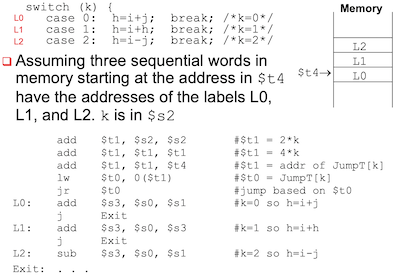 switch (k) {
L0 case 0: h=i+j; break; /*k=0*/
L1 case 1: h=i+h; break; /*k=1*/
L2 case 2: h=i-j; break; /*k=2*/
Memory
L2
L1
$t4→ L0
Assuming three sequential words in
memory starting at the address in $t4
have the addresses of the labels L0,
L1, and L2. k is in $s2
add $t1, $s2, $s2 #$t1 = 2*k
add $t1, $t1, $t1 #$t1 = 4*k
add $t1, $t1, $t4 #$t1 = addr of JumpT[k]
lw $t0, 0($t1) #$t0 = JumpT[k]
jr $t0 #jump based on $t0
L0: add $s3, $s0, $s1 #k=0 so h=i+j
j Exit
L1: add $s3, $s0, $s3 #k=1 so h=i+h
j Exit
L2: sub $s3, $s0, $s1 #k=2 so h=i-j
Exit: . . .